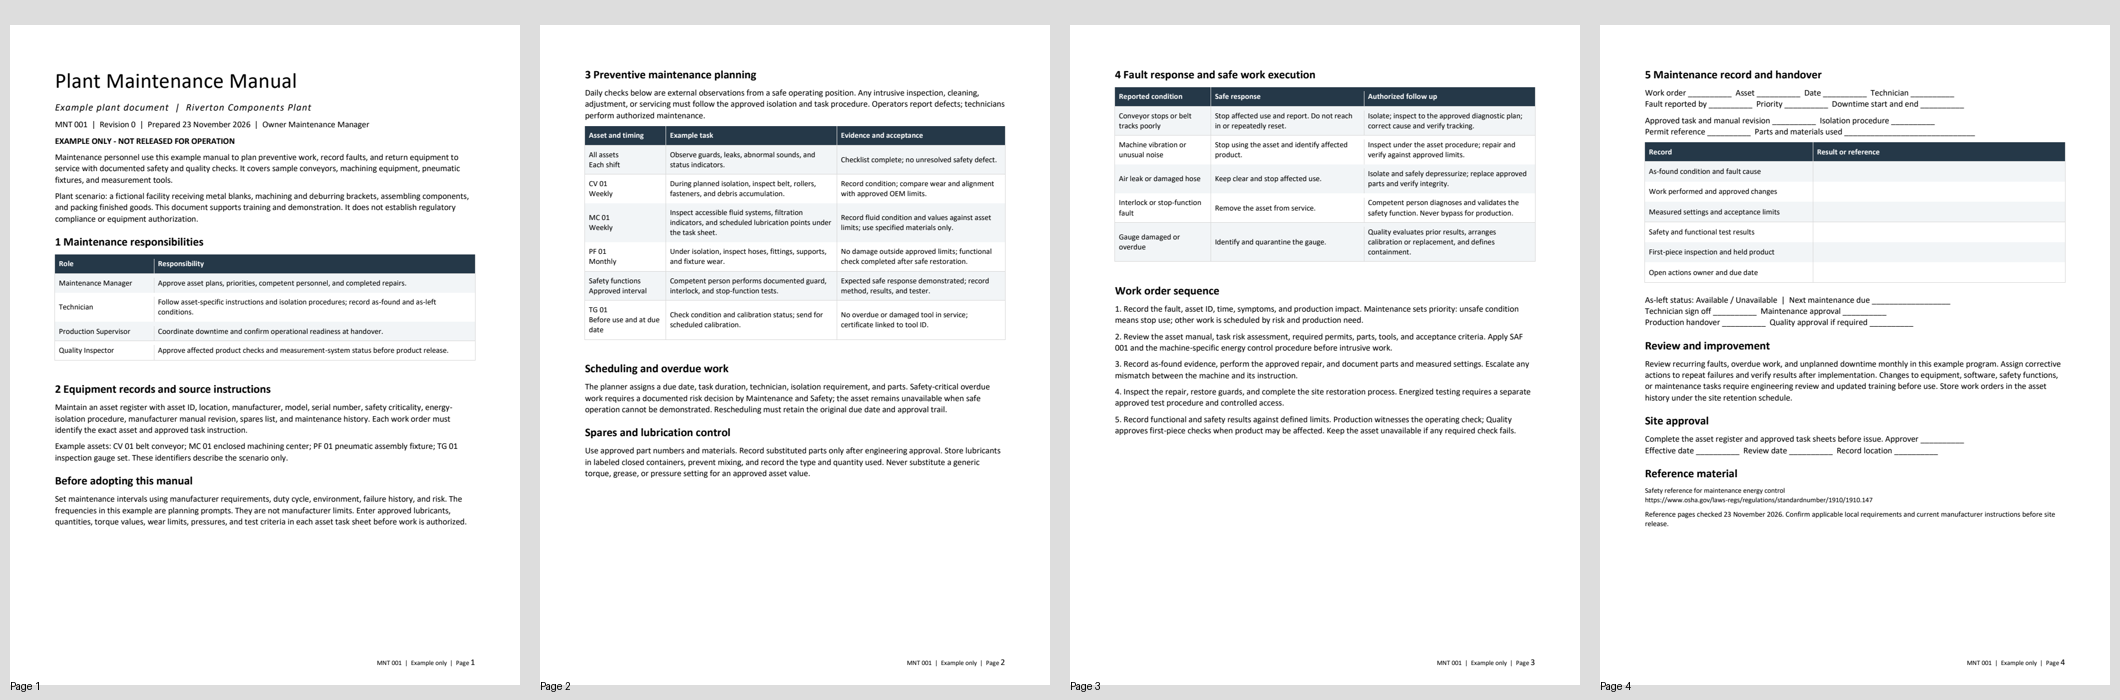 Plant Maintenance Manual
Example plant document | Riverton Components Plant
MNT 001 | Revision 0 | Prepared 23 November 2026 | Owner Maintenance Manager
EXAMPLE ONLY - NOT RELEASED FOR OPERATION
Maintenance personnel use this example manual to plan preventive work, record faults, and return equipment to
service with documented safety and quality checks. It covers sample conveyors, machining equipment, pneumatic
fixtures, and measurement tools.
Plant scenario: a fictional facility receiving metal blanks, machining and deburring brackets, assembling components,
and packing finished goods. This document supports training and demonstration. It does not establish regulatory
compliance or equipment authorization.
1 Maintenance responsibilities
Role Responsibility
Maintenance Manager Approve asset plans, priorities, competent personnel, and completed repairs.
Technician Follow asset-specific instructions and isolation procedures; record as-found and as-left
conditions.
Production Supervisor Coordinate downtime and confirm operational readiness at handover.
Quality Inspector Approve affected product checks and measurement-system status before product release.
2 Equipment records and source instructions
Maintain an asset register with asset ID, location, manufacturer, model, serial number, safety criticality, energy-
isolation procedure, manufacturer manual revision, spares list, and maintenance history. Each work order must
identify the exact asset and approved task instruction.
Example assets: CV 01 belt conveyor; MC 01 enclosed machining center; PF 01 pneumatic assembly fixture; TG 01
inspection gauge set. These identifiers describe the scenario only.
Before adopting this manual
Set maintenance intervals using manufacturer requirements, duty cycle, environment, failure history, and risk. The
frequencies in this example are planning prompts. They are not manufacturer limits. Enter approved lubricants,
quantities, torque values, wear limits, pressures, and test criteria in each asset task sheet before work is authorized.
MNT 001 | Example only | Page 1
Page 1
3 Preventive maintenance planning
Daily checks below are external observations from a safe operating position. Any intrusive inspection, cleaning,
adjustment, or servicing must follow the approved isolation and task procedure. Operators report defects; technicians
perform authorized maintenance.
Asset and timing Example task Evidence and acceptance
All assets
Each shift
Observe guards, leaks, abnormal sounds, and
status indicators.
Checklist complete; no unresolved safety defect.
CV 01
Weekly
During planned isolation, inspect belt, rollers,
fasteners, and debris accumulation.
Record condition; compare wear and alignment
with approved OEM limits.
MC 01
Weekly
Inspect accessible fluid systems, filtration
indicators, and scheduled lubrication points under
the task sheet.
Record fluid condition and values against asset
limits; use specified materials only.
PF 01
Monthly
Under isolation, inspect hoses, fittings, supports,
and fixture wear.
No damage outside approved limits; functional
check completed after safe restoration.
Safety functions
Approved interval
Competent person performs documented guard,
interlock, and stop-function tests.
Expected safe response demonstrated; record
method, results, and tester.
TG 01
Before use and at due
date
Check condition and calibration status; send for
scheduled calibration.
No overdue or damaged tool in service;
certificate linked to tool ID.
Scheduling and overdue work
The planner assigns a due date, task duration, technician, isolation requirement, and parts. Safety-critical overdue
work requires a documented risk decision by Maintenance and Safety; the asset remains unavailable when safe
operation cannot be demonstrated. Rescheduling must retain the original due date and approval trail.
Spares and lubrication control
Use approved part numbers and materials. Record substituted parts only after engineering approval. Store lubricants
in labeled closed containers, prevent mixing, and record the type and quantity used. Never substitute a generic
torque, grease, or pressure setting for an approved asset value.
MNT 001 | Example only | Page 2
Page 2
4 Fault response and safe work execution
Reported condition Safe response Authorized follow up
Conveyor stops or belt
tracks poorly
Stop affected use and report. Do not reach
in or repeatedly reset.
Isolate; inspect to the approved diagnostic plan;
correct cause and verify tracking.
Machine vibration or
unusual noise
Stop using the asset and identify affected
product.
Inspect under the asset procedure; repair and
verify against approved limits.
Air leak or damaged hose
Keep clear and stop affected use.
Isolate and safely depressurize; replace approved
parts and verify integrity.
Interlock or stop-function
fault
Remove the asset from service.
Competent person diagnoses and validates the
safety function. Never bypass for production.
Gauge damaged or
overdue
Identify and quarantine the gauge.
Quality evaluates prior results, arranges
calibration or replacement, and defines
containment.
Work order sequence
1. Record the fault, asset ID, time, symptoms, and production impact. Maintenance sets priority: unsafe condition
means stop use; other work is scheduled by risk and production need.
2. Review the asset manual, task risk assessment, required permits, parts, tools, and acceptance criteria. Apply SAF
001 and the machine-specific energy control procedure before intrusive work.
3. Record as-found evidence, perform the approved repair, and document parts and measured settings. Escalate any
mismatch between the machine and its instruction.
4. Inspect the repair, restore guards, and complete the site restoration process. Energized testing requires a separate
approved test procedure and controlled access.
5. Record functional and safety results against defined limits. Production witnesses the operating check; Quality
approves first-piece checks when product may be affected. Keep the asset unavailable if any required check fails.
MNT 001 | Example only | Page 3
Page 3
5 Maintenance record and handover
Work order __________ Asset __________ Date __________ Technician __________
Fault reported by __________ Priority __________ Downtime start and end __________
Approved task and manual revision __________ Isolation procedure __________
Permit reference __________ Parts and materials used ______________________________
Record Result or reference
As-found condition and fault cause
Work performed and approved changes
Measured settings and acceptance limits
Safety and functional test results
First-piece inspection and held product
Open actions owner and due date
As-left status: Available / Unavailable | Next maintenance due __________________
Technician sign off __________ Maintenance approval __________
Production handover __________ Quality approval if required __________
Review and improvement
Review recurring faults, overdue work, and unplanned downtime monthly in this example program. Assign corrective
actions to repeat failures and verify results after implementation. Changes to equipment, software, safety functions,
or maintenance tasks require engineering review and updated training before use. Store work orders in the asset
history under the site retention schedule.
Site approval
Complete the asset register and approved task sheets before issue. Approver __________
Effective date __________ Review date __________ Record location __________
Reference material
Safety reference for maintenance energy control
https://www.osha.gov/laws-regs/regulations/standardnumber/1910/1910.147
Reference pages checked 23 November 2026. Confirm applicable local requirements and current manufacturer instructions before site
release.
MNT 001 | Example only | Page 4
Page 4